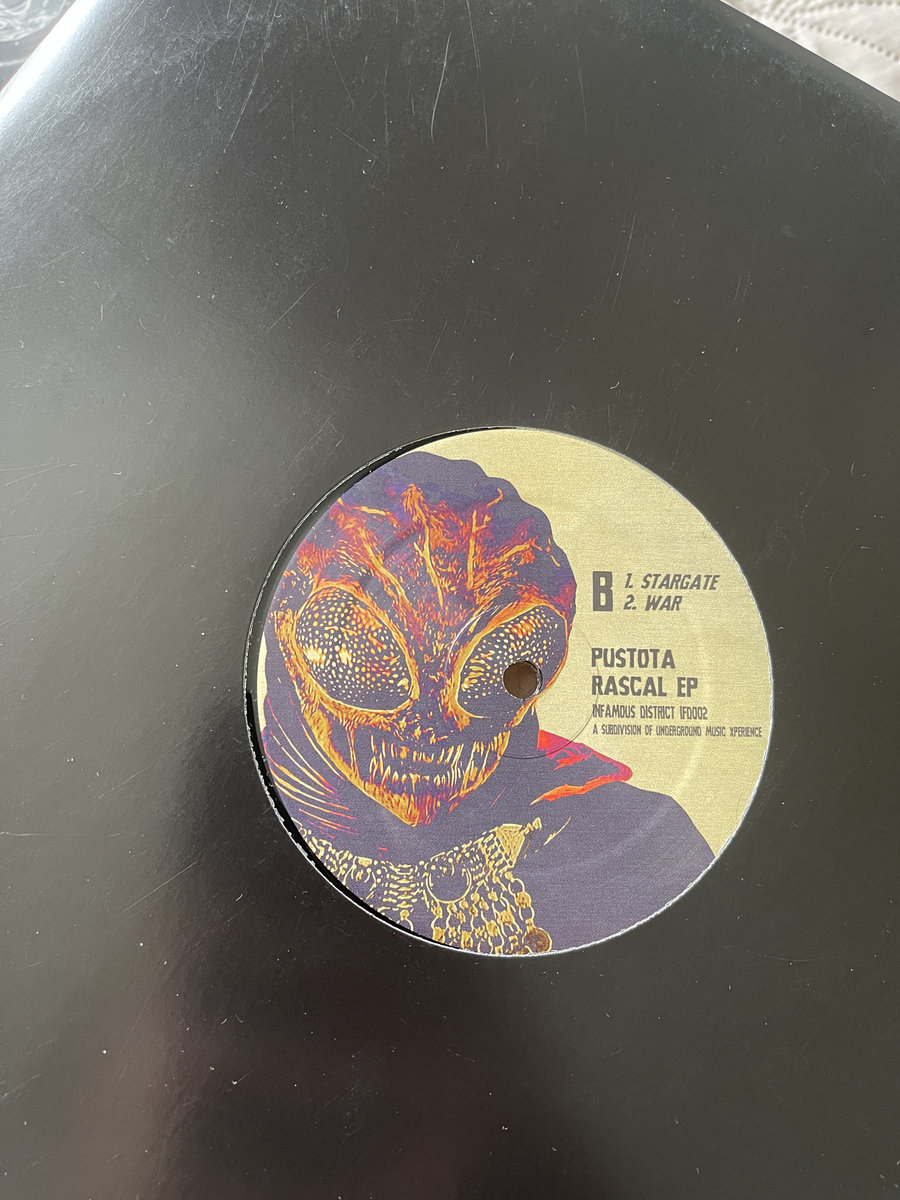 B 1. STARGATE
2. WAR
PUSTOTA
RASCAL EP
INFAMOUS DISTRICT IFD002
A SUBDIVISION OF UNDERGROUND MUSIC XPERIENCE